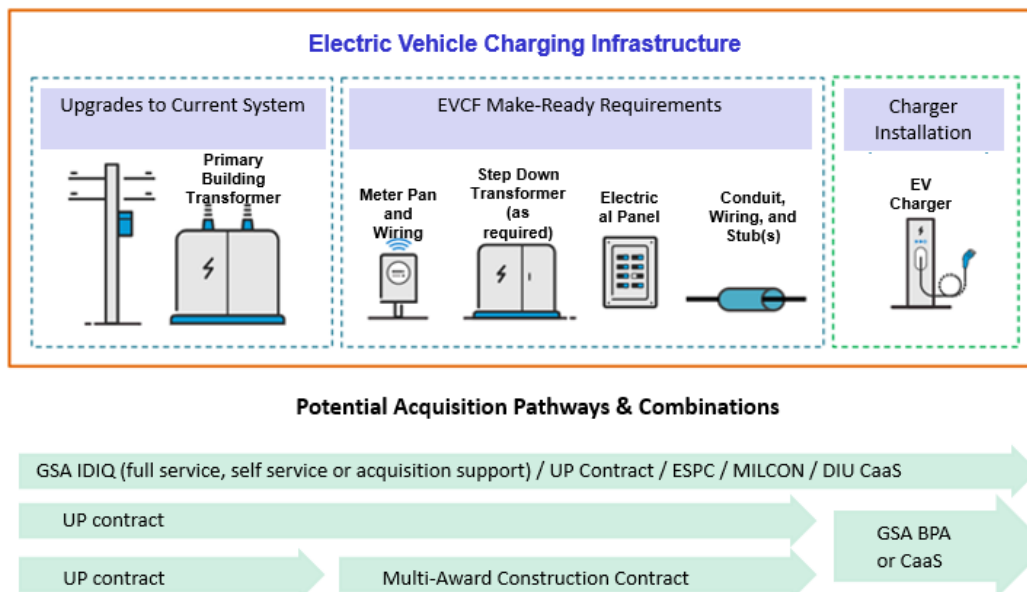 Electric Vehicle Charging Infrastructure
Upgrades to Current System
EVCF Make-Ready Requirements
Charger
Installation
Primary
Building
Transformer
Meter Pan
and
Wiring
Step Down
Transformer
(as
required)
Electric
al Panel
Conduit,
Wiring, and
Stub(s)
EV
Charger
Potential Acquisition Pathways & Combinations
GSA IDIQ (full service, self service or acquisition support) / UP Contract / ESPC / MILCON / DIU CaaS
UP contract
GSA BPA
or CaaS
UP contract
Multi-Award Construction Contract